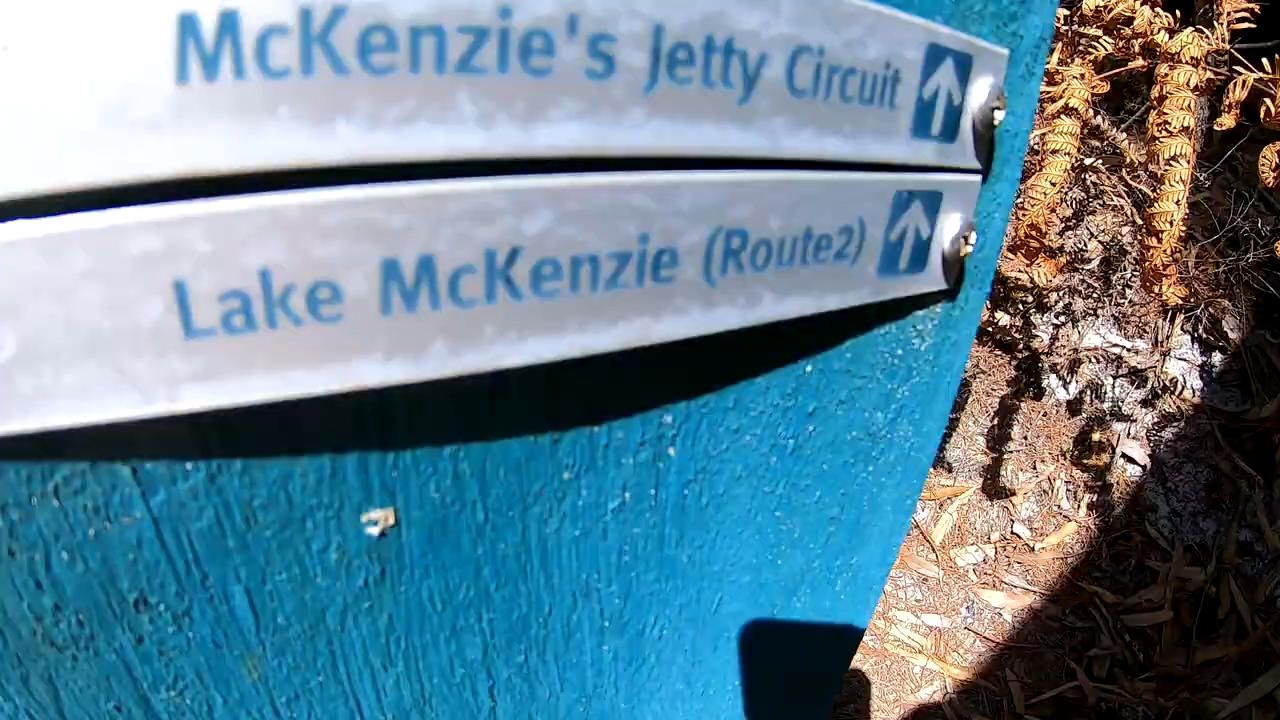 McKenzie's Jetty Circuit ↑
Lake McKenzie (Route2) ↑